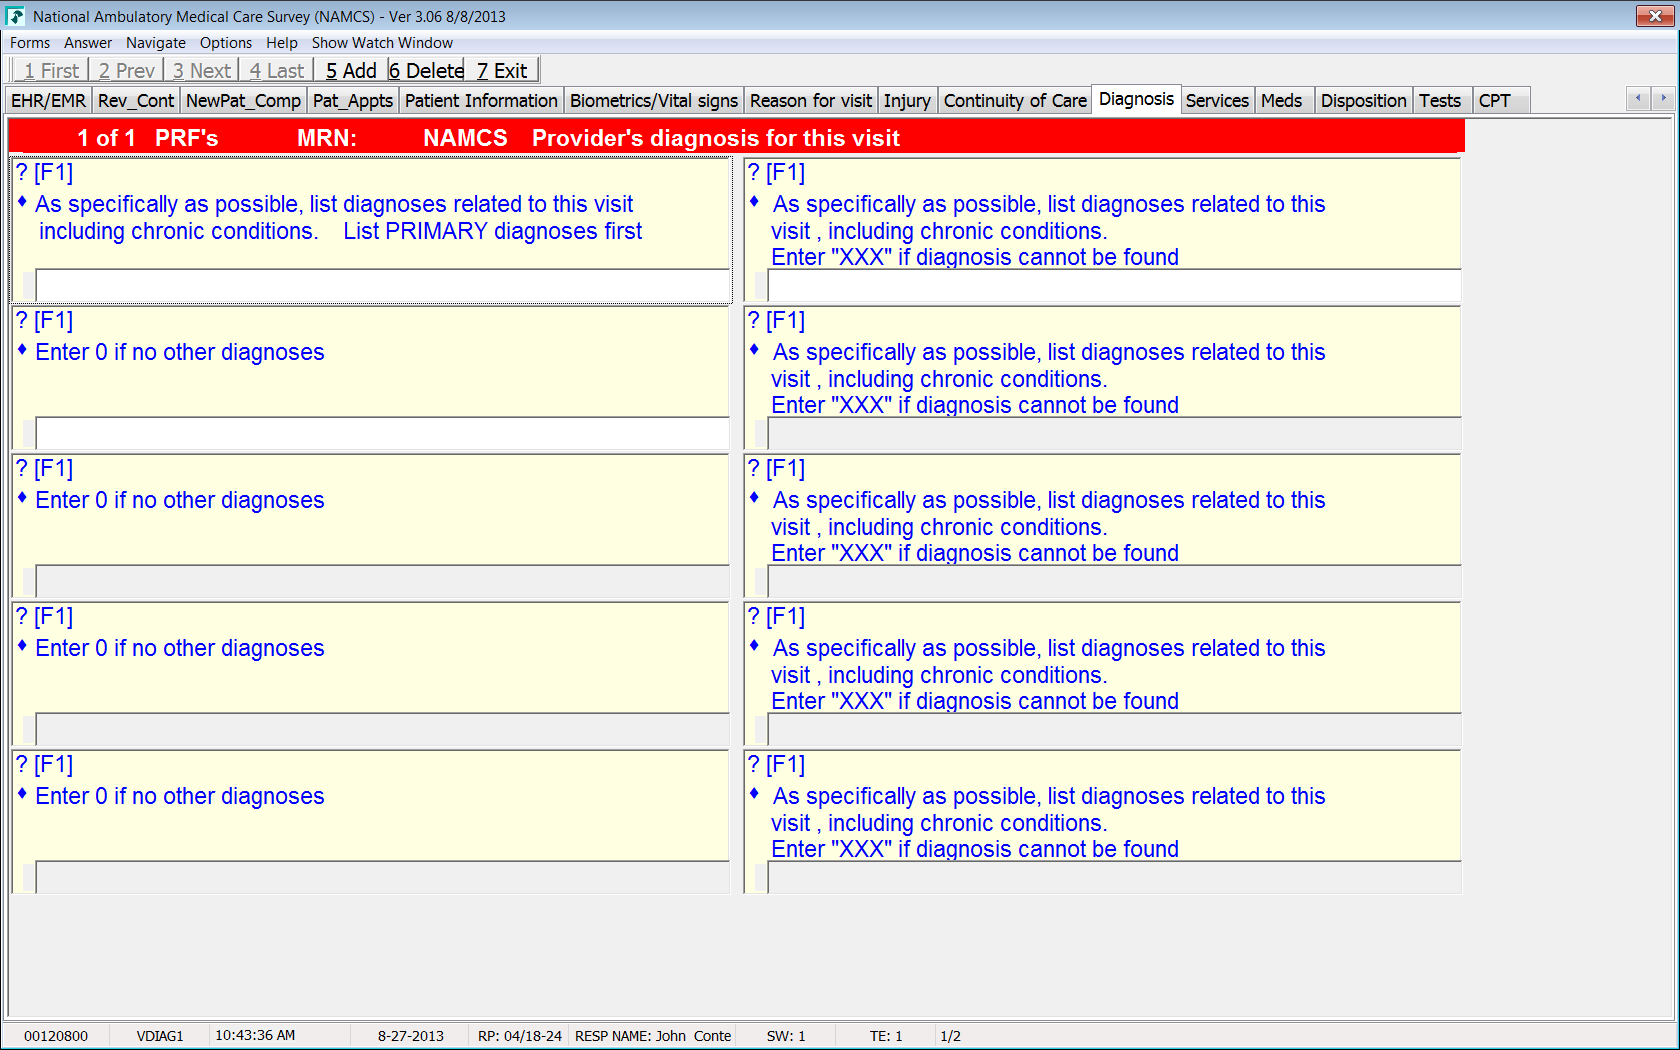 National Ambulatory Medical Care Survey (NAMCS) - Ver 3.06 8/8/2013
Forms Answer Navigate Options Help Show Watch Window
1 First 2 Prev 3 Next 4 Last 5 Add 6 Delete 7 Exit
EHR/EMR Rev_Cont NewPat_Comp Pat_Appts Patient Information Biometrics/Vital signs Reason for visit Injury Continuity of Care Diagnosis Services Meds Disposition Tests CPT
1 of 1 PRF's MRN: NAMCS Provider's diagnosis for this visit
? [F1]
♦ As specifically as possible, list diagnoses related to this visit
including chronic conditions. List PRIMARY diagnoses first
? [F1]
♦ As specifically as possible, list diagnoses related to this
visit , including chronic conditions.
Enter "XXX" if diagnosis cannot be found
? [F1]
♦ Enter 0 if no other diagnoses
? [F1]
♦ As specifically as possible, list diagnoses related to this
visit , including chronic conditions.
Enter "XXX" if diagnosis cannot be found
? [F1]
♦ Enter 0 if no other diagnoses
? [F1]
♦ As specifically as possible, list diagnoses related to this
visit , including chronic conditions.
Enter "XXX" if diagnosis cannot be found
? [F1]
♦ Enter 0 if no other diagnoses
? [F1]
♦ As specifically as possible, list diagnoses related to this
visit , including chronic conditions.
Enter "XXX" if diagnosis cannot be found
? [F1]
♦ Enter 0 if no other diagnoses
? [F1]
♦ As specifically as possible, list diagnoses related to this
visit , including chronic conditions.
Enter "XXX" if diagnosis cannot be found
00120800 VDIAG1 10:43:36 AM 8-27-2013 RP: 04/18-24 RESP NAME: John Conte SW: 1 TE: 1 1/2